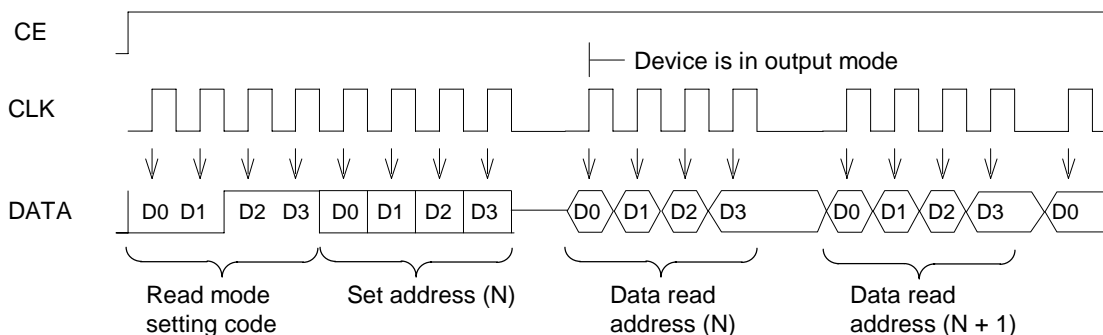 CE
Device is in output mode
CLK
DATA
D0 D1 D2 D3 D0 D1 D2 D3 D0 D1 D2 D3 D0 D1 D2 D3 D0
Read mode
setting code
Set address (N)
Data read
address (N)
Data read
address (N + 1)